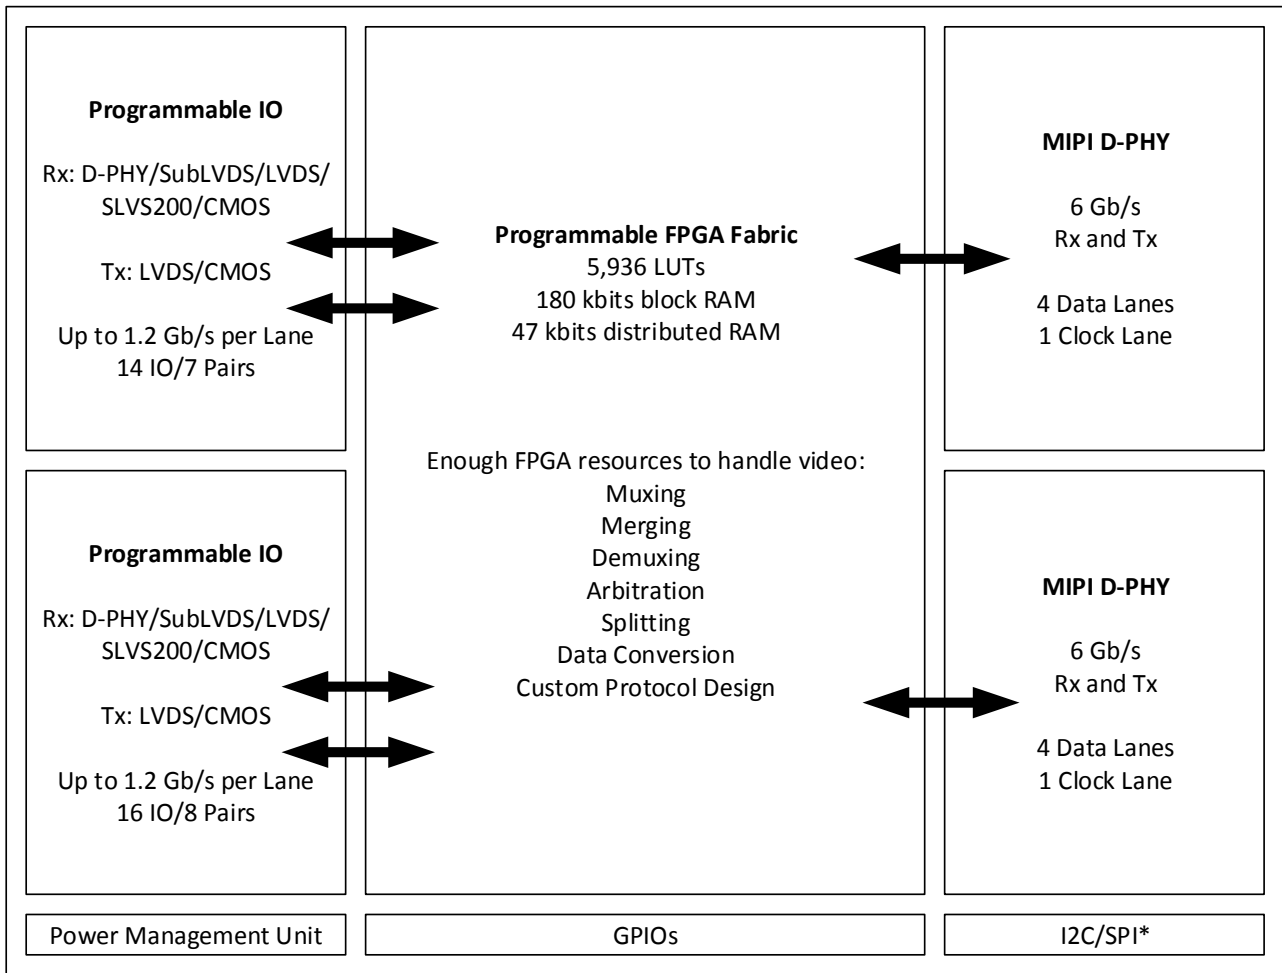 Programmable IO
Rx: D-PHY/SubLVDS/LVDS/
SLVS200/CMOS
Tx: LVDS/CMOS
Up to 1.2 Gb/s per Lane
14 IO/7 Pairs
Programmable FPGA Fabric
5,936 LUTs
180 kbits block RAM
47 kbits distributed RAM
Enough FPGA resources to handle video:
Muxing
Merging
Demuxing
Arbitration
Splitting
Data Conversion
Custom Protocol Design
MIPI D-PHY
6 Gb/s
Rx and Tx
4 Data Lanes
1 Clock Lane
Programmable IO
Rx: D-PHY/SubLVDS/LVDS/
SLVS200/CMOS
Tx: LVDS/CMOS
Up to 1.2 Gb/s per Lane
16 IO/8 Pairs
MIPI D-PHY
6 Gb/s
Rx and Tx
4 Data Lanes
1 Clock Lane
Power Management Unit
GPIOs
I2C/SPI*